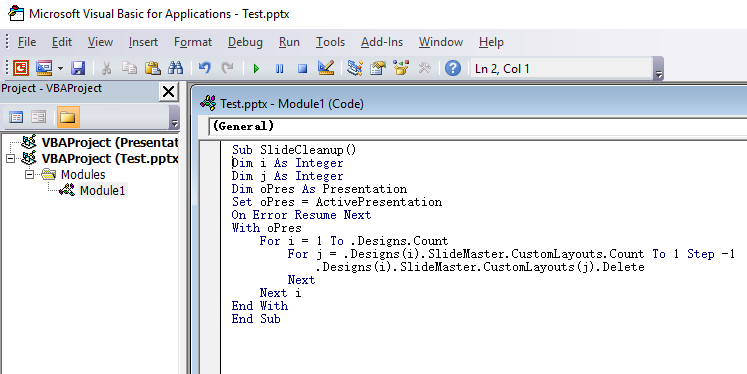 Microsoft Visual Basic for Applications - Test.pptx
File Edit View Insert Format Debug Run Tools Add-Ins Window Help
Ln 2, Col 1
Project - VBAProject
VBAProject (Presentat
VBAProject (Test.pptx
Modules
Module1
Test.pptx - Module1 (Code)
(General)
Sub SlideCleanup()
Dim i As Integer
Dim j As Integer
Dim oPres As Presentation
Set oPres = ActivePresentation
On Error Resume Next
With oPres
For i = 1 To .Designs.Count
For j = .Designs(i).SlideMaster.CustomLayouts.Count To 1 Step -1
.Designs(i).SlideMaster.CustomLayouts(j).Delete
Next
Next i
End With
End Sub